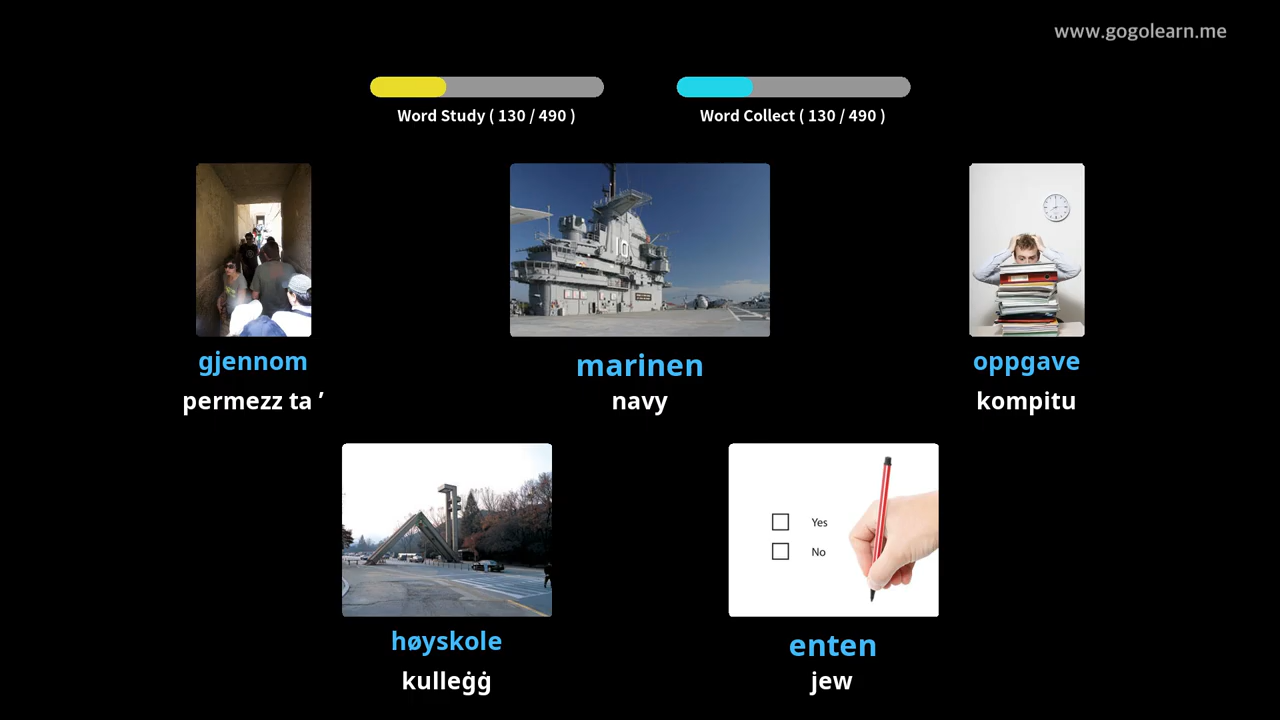 www.gogolearn.me
Word Study ( 130 / 490 )
Word Collect ( 130 / 490 )
10
gjennom
permezz ta ’
marinen
navy
oppgave
kompitu
Yes
No
høyskole
kulleġġ
enten
jew